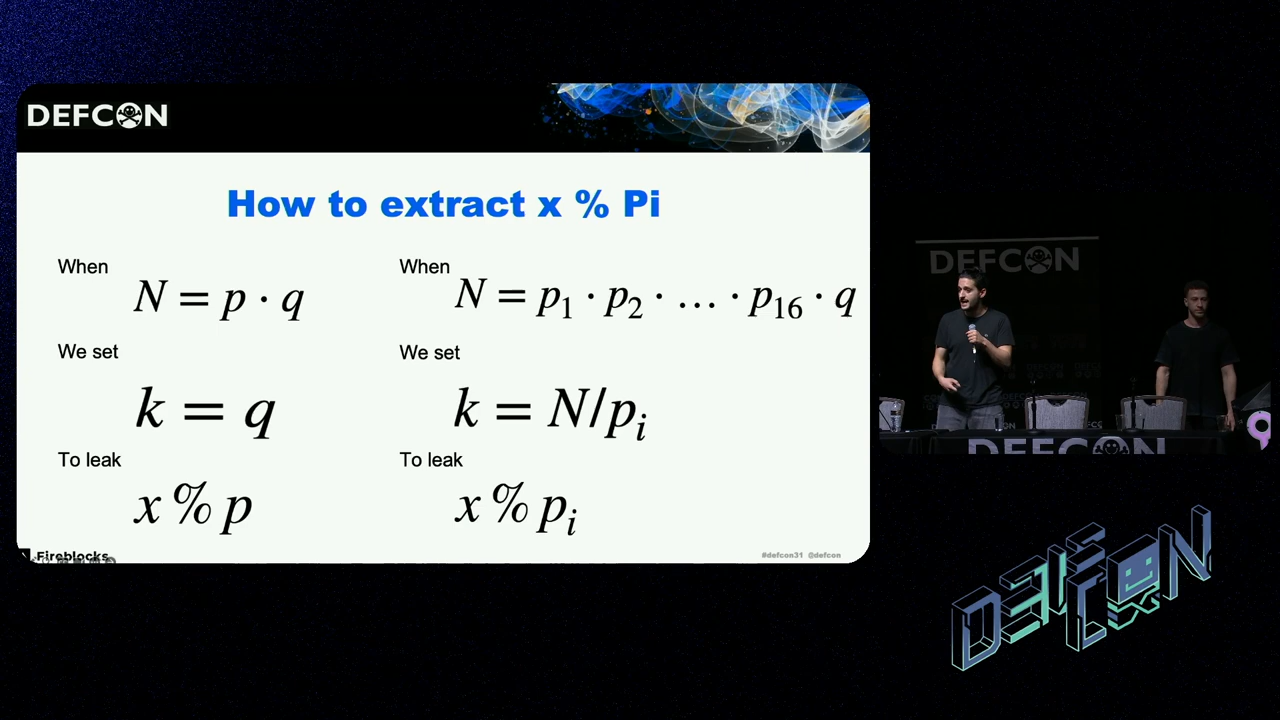 DEFCON
How to extract x % Pi
When
N = p · q
We set
k = q
To leak
x % p
When
N = p₁ · p₂ · … · p₁₆ · q
We set
k = N/pᵢ
To leak
x % pᵢ
Fireblocks
#defcon31 @defcon
DEFCON
DEFCON
DEFCON